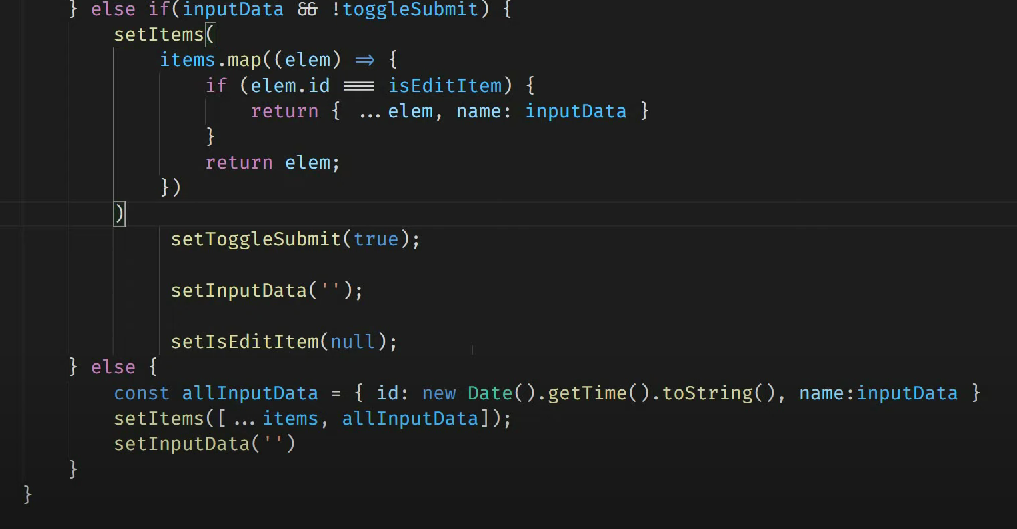 } else if(inputData && !toggleSubmit) {
setItems(
items.map((elem) => {
if (elem.id === isEditItem) {
return { ...elem, name: inputData }
}
return elem;
})
)
setToggleSubmit(true);
setInputData('');
setIsEditItem(null);
} else {
const allInputData = { id: new Date().getTime().toString(), name:inputData }
setItems([...items, allInputData]);
setInputData('')
}
}